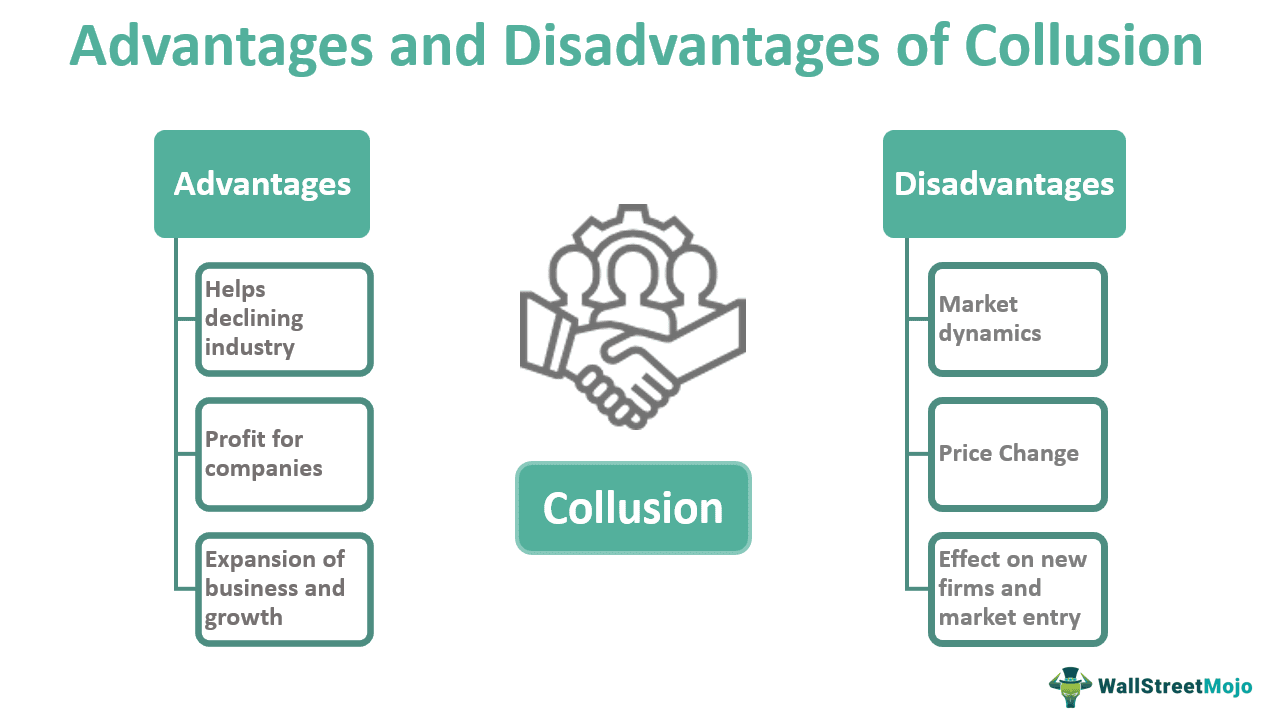 Advantages and Disadvantages of Collusion
Advantages
Helps
declining
industry
Profit for
companies
Expansion of
business and
growth
Collusion
Disadvantages
Market
dynamics
Price Change
Effect on new
firms and
market entry
WallStreetMojo